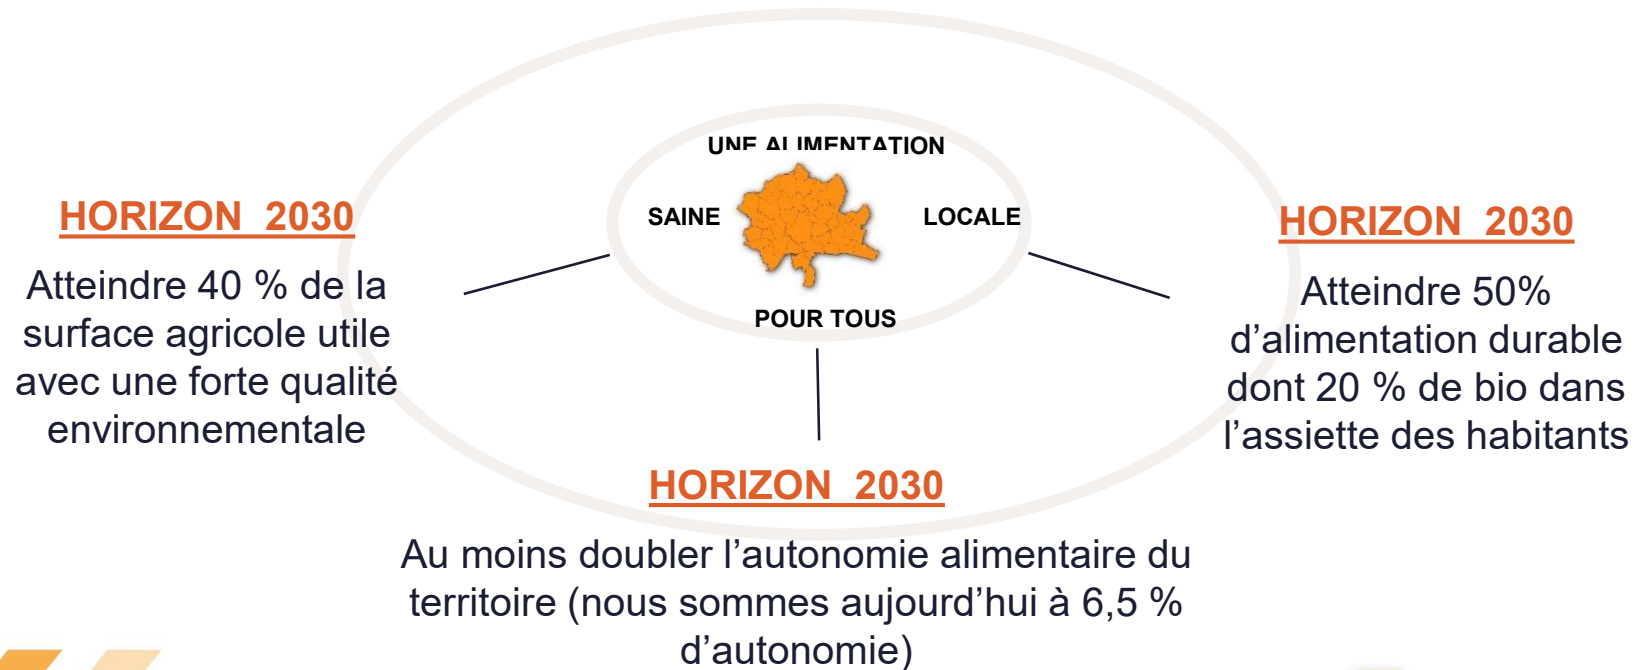 UNE ALIMENTATION
SAINE
LOCALE
POUR TOUS
HORIZON 2030
Atteindre 40 % de la
surface agricole utile
avec une forte qualité
environnementale
HORIZON 2030
Au moins doubler l’autonomie alimentaire du
territoire (nous sommes aujourd’hui à 6,5 %
d’autonomie)
HORIZON 2030
Atteindre 50%
d’alimentation durable
dont 20 % de bio dans
l’assiette des habitants